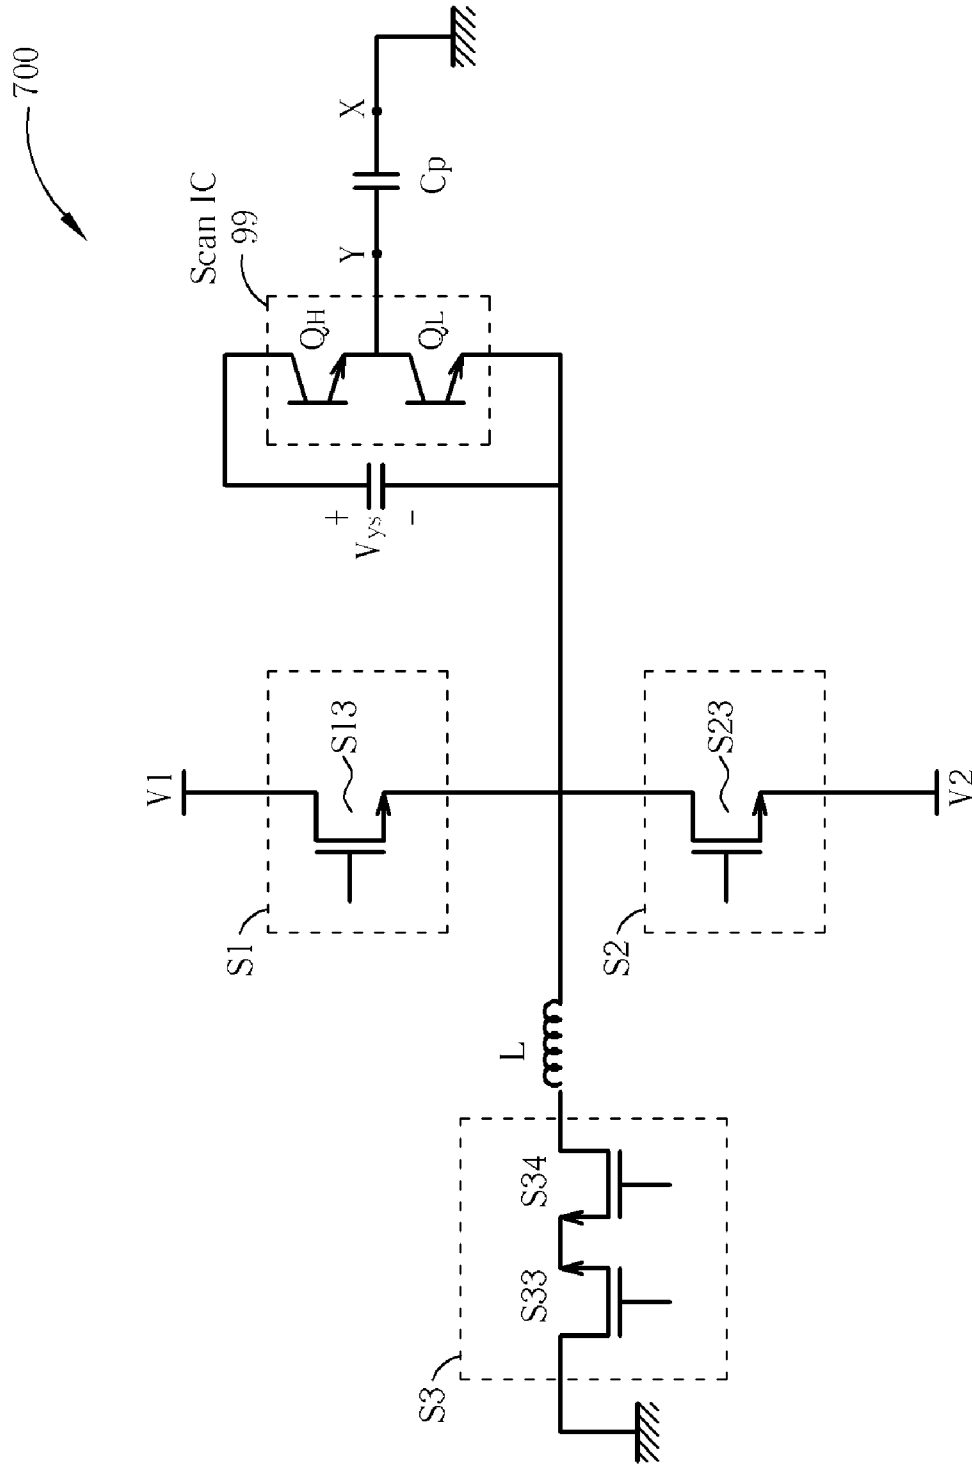 700
Scan IC
99
QH
QL
Y
X
Cp
+
Vys
-
V1
S13
S1
S23
S2
V2
L
S34
S33
S3